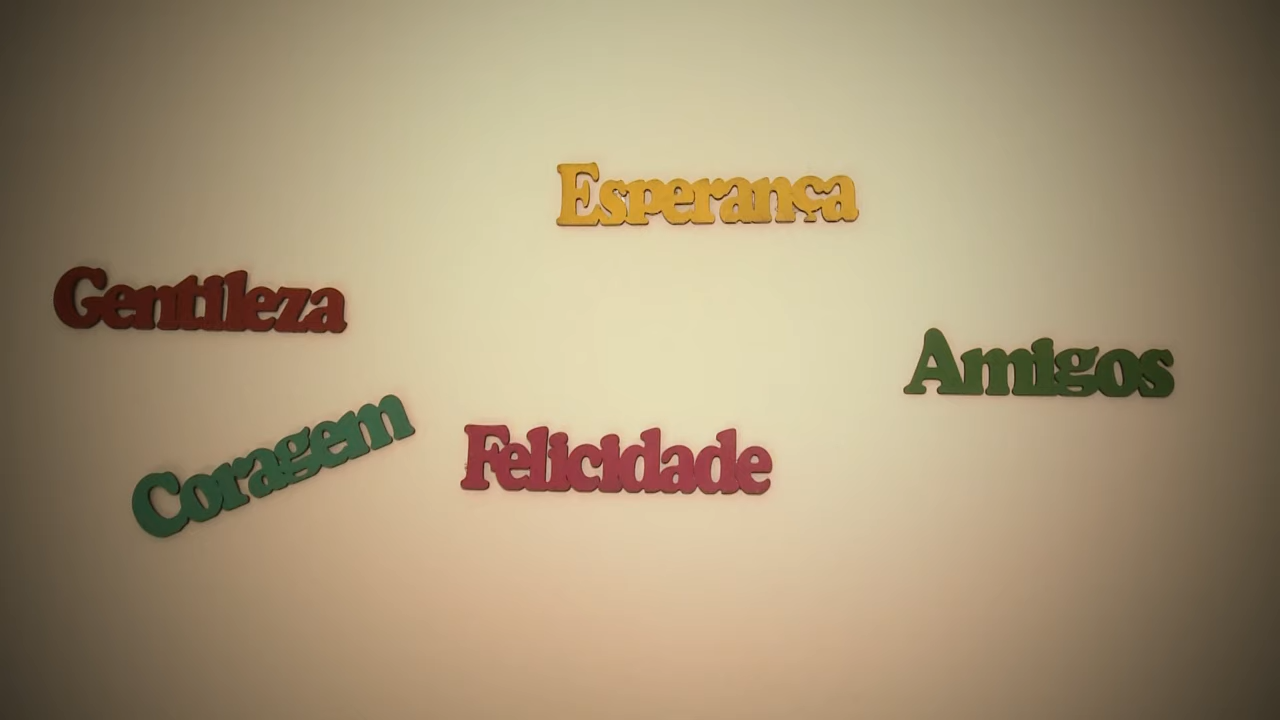 Esperança
Gentileza
Amigos
Coragem
Felicidade